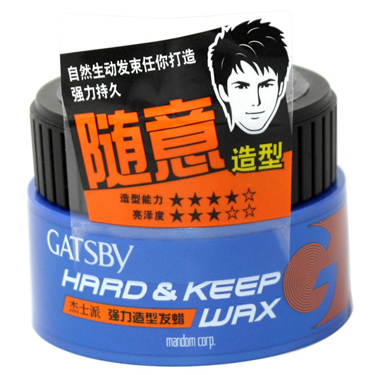 自然生动发束任你打造
强力持久
随意
造型
造型能力 ★★★★☆
亮泽度 ★★★☆☆
GATSBY
HARD & KEEP
杰士派 强力造型发蜡 WAX
mandom corp.